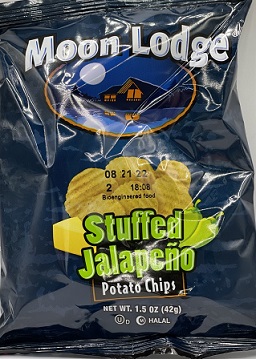 Moon Lodge
08 21 22
2 18:08
Bioengineered food
Stuffed
Jalapeño
Potato Chips
NET WT. 1.5 OZ (42g)
U D M HALAL